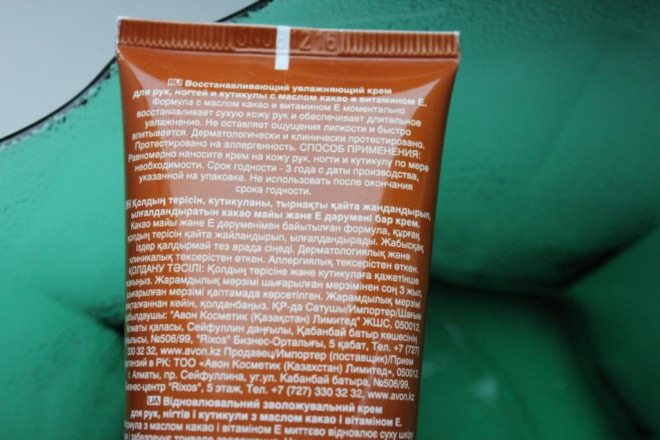 216
RU Восстанавливающий увлажняющий крем
для рук, ногтей и кутикулы с маслом какао и витамином Е.
Формула с маслом какао и витамином Е моментально
восстанавливает сухую кожу рук и обеспечивает длительное
увлажнение. Не оставляет ощущения липкости и быстро
впитывается. Дерматологически и клинически протестировано.
Протестировано на аллергенность. СПОСОБ ПРИМЕНЕНИЯ:
Равномерно наносите крем на кожу рук, ногти и кутикулу по мере
необходимости. Срок годности - 3 года с даты производства,
указанной на упаковке. Не использовать после окончания
срока годности.
Қолдың терісін, кутикуланы, тырнақты қайта жандандырып,
ылғалдандыратын какао майы және Е дәрумені бар крем.
Какао майы және Е дәруменімен байытылған формула, құрғақ
қолдың терісін қайта жайландырып, ылғалдандырады. Жабысқақ
іздер қалдырмай тез арада сіңеді. Дерматологиялық және
клиникалық тексерістен өткен. Аллергиялық тексерістен өткен.
ҚОЛДАНУ ТӘСІЛІ: Қолдың терісіне және кутикулаға қажетінше
жағыңыз. Жарамдылық мерзімі шығарылған мерзімінен соң 3 жыл,
шығарылған мерзімі қаптамада көрсетілген. Жарамдылық мерзімі
аяқталғаннан кейін, қолданбаңыз. ҚР-да Сатушы/Импортер/Шағым
қабылдаушы: "Авон Косметик (Қазақстан) Лимитед" ЖШС, 050012,
Алматы қаласы, Сейфуллин даңғылы, Қабанбай батыр көшесінің
қиылысы, №506/99, "Rixos" Бизнес-Орталығы, 5 қабат, Тел. +7
330 32 32, www.avon.kz Продавец/Импортер (поставщик)/Прием
претензий в РК: ТОО «Авон Косметик (Казахстан) Лимитед»,
г. Алматы, пр. Сейфуллина, уг.ул. Кабанбай батыра, №506/99,
Бизнес-центр "Rixos", 5 этаж, Тел. +7 (727) 330 32 32, www.avon.kz
UA Відновлювальний зволожувальний крем
для рук, нігтів і кутикули з маслом какао і вітаміном Е.
з маслом какао і вітаміном Е миттєво відновлює суху шкіру